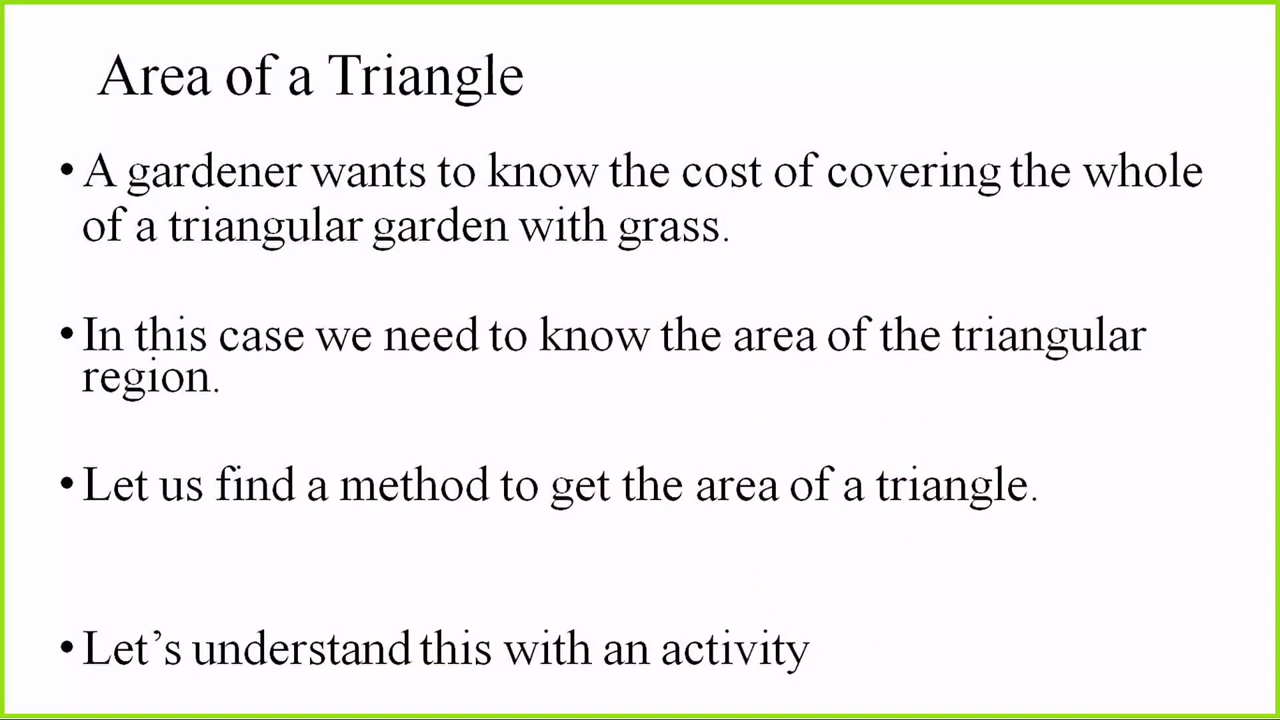 Area of a Triangle
• A gardener wants to know the cost of covering the whole
of a triangular garden with grass.
• In this case we need to know the area of the triangular
region.
• Let us find a method to get the area of a triangle.
• Let’s understand this with an activity